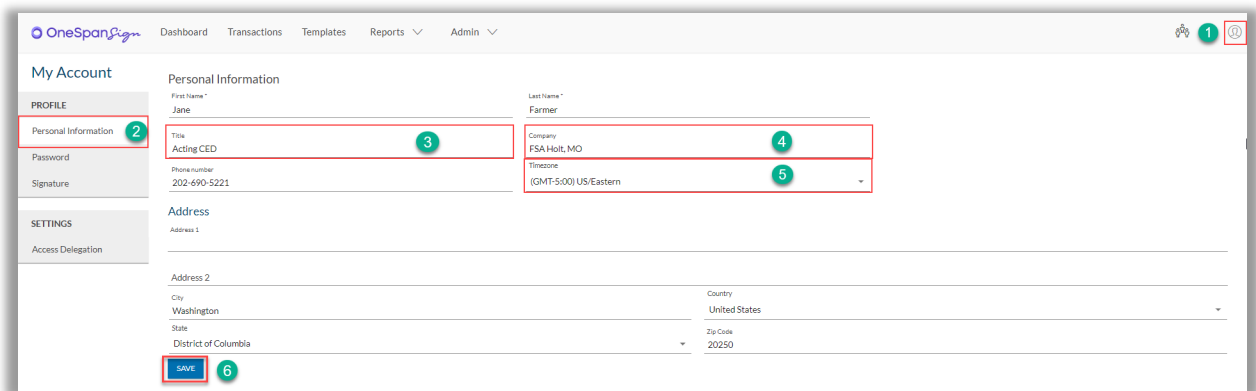 OneSpanSign Dashboard Transactions Templates Reports Admin 1
My Account
PROFILE
Personal Information 2
Password
Signature
SETTINGS
Access Delegation
Personal Information
First Name *
Jane
Last Name *
Farmer
Title
Acting CED 3
Company
FSA Holt, MO 4
Phone number
202-690-5221
Timezone
(GMT-5:00) US/Eastern 5
Address
Address 1
Address 2
City
Washington
Country
United States
State
District of Columbia
Zip Code
20250
SAVE 6